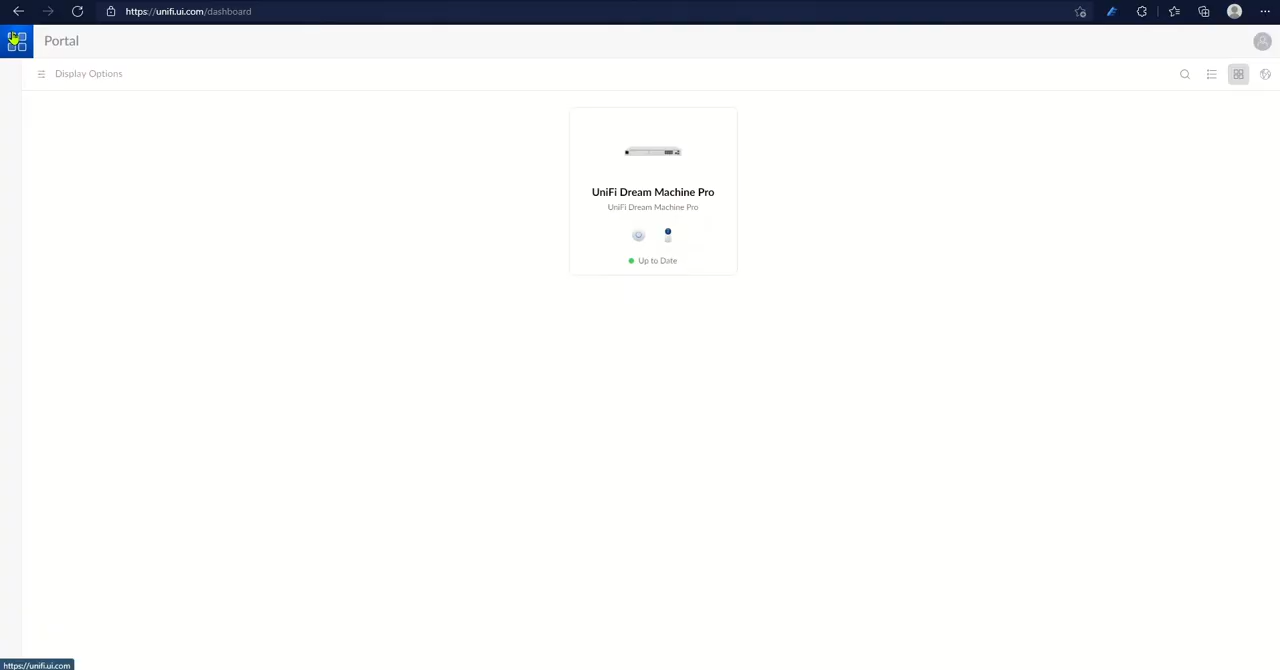 https://unifi.ui.com/dashboard
Portal
Display Options
UniFi Dream Machine Pro
UniFi Dream Machine Pro
Up to Date
https://unifi.ui.com